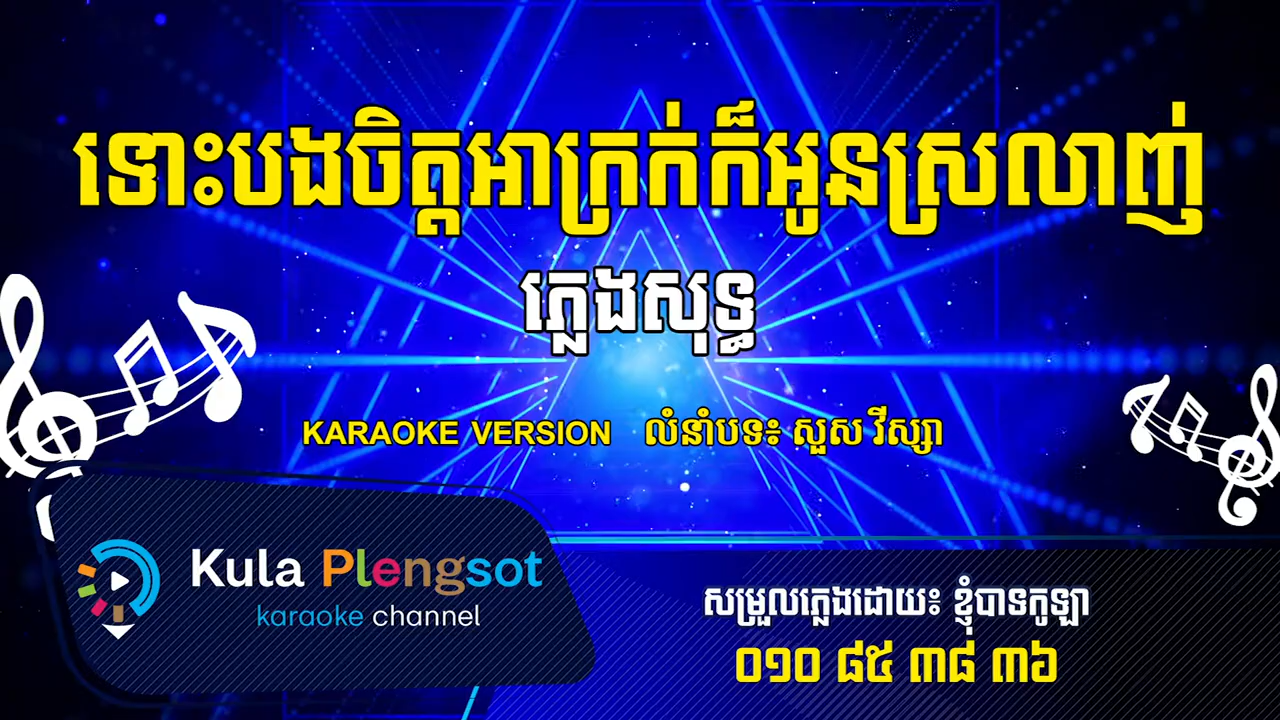 ទោះបងចិត្តអាក្រក់ក៏អូនស្រលាញ់
ភ្លេងសុទ្ធ
KARAOKE VERSION លំនាំបទ៖ សួស វីស្សា
Kula Plengsot
karaoke channel
សម្រួលភ្លេងដោយ៖ ខ្ញុំបាទកូឡា
០១០ ៨៥ ៣៨ ៣៦